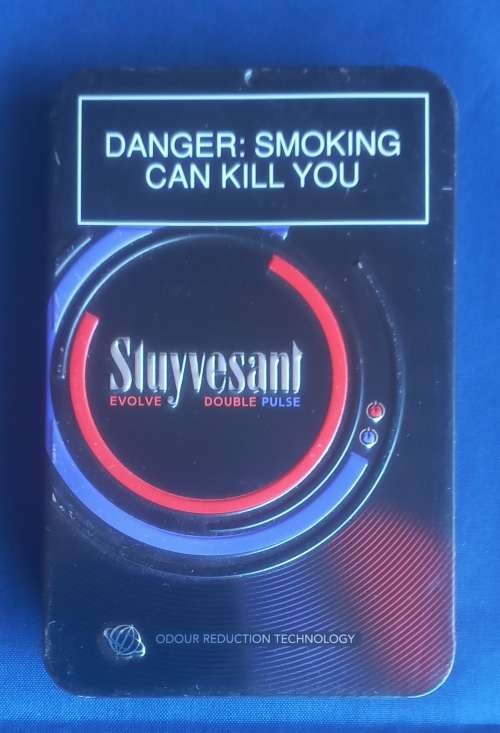 DANGER: SMOKING
CAN KILL YOU
Stuyvesant
EVOLVE DOUBLE PULSE
ODOUR REDUCTION TECHNOLOGY